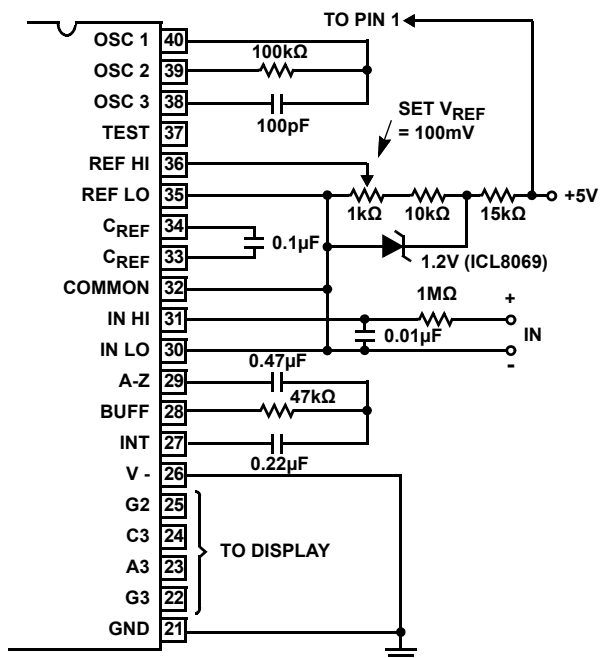 TO PIN 1
OSC 1 40
100kΩ
OSC 2 39
OSC 3 38
100pF
SET VREF
= 100mV
TEST 37
REF HI 36
REF LO 35
1kΩ 10kΩ 15kΩ
+5V
CREF 34
0.1µF
CREF 33
1.2V (ICL8069)
COMMON 32
1MΩ
+
IN HI 31
0.01µF
IN
IN LO 30
-
0.47µF
A-Z 29
47kΩ
BUFF 28
INT 27
0.22µF
V - 26
G2 25
C3 24
TO DISPLAY
A3 23
G3 22
GND 21